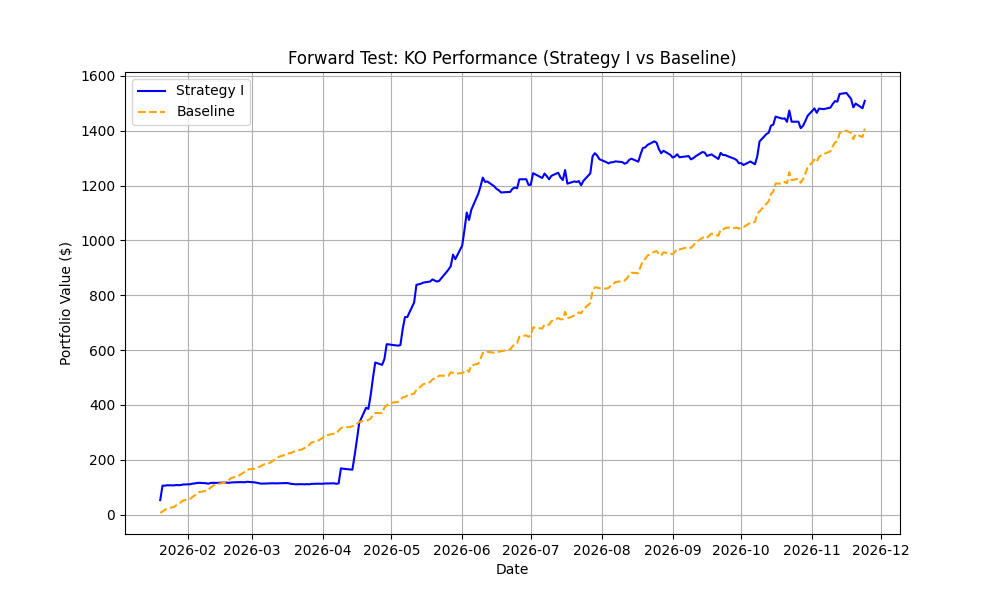 Forward Test: KO Performance (Strategy I vs Baseline)
Strategy I
Baseline
Portfolio Value ($)
1600
1400
1200
1000
800
600
400
200
0
2026-02 2026-03 2026-04 2026-05 2026-06 2026-07 2026-08 2026-09 2026-10 2026-11 2026-12
Date